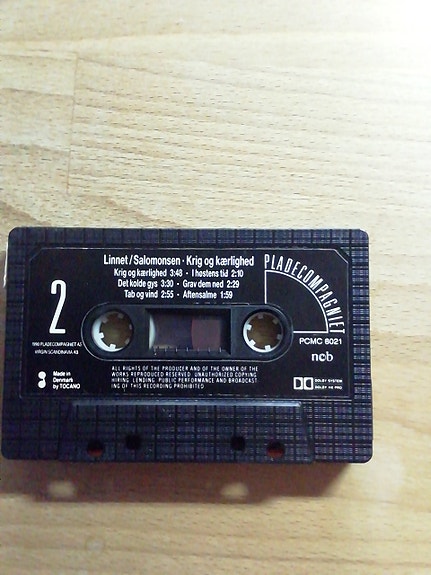 Linnet/Salomonsen · Krig og kærlighed
Krig og kærlighed 3:48 · I høstens tid 2:10
Det kolde gys 3:30 · Grav dem ned 2:29
Tab og vind 2:55 · Aftensalme 1:59
PLADECOMPAGNIET
2
1990 PLADECOMPAGNIET A/S
VIRGIN SCANDINAVIA A/S
PCMC 8021
ncb
Made in
Denmark
by TOCANO
ALL RIGHTS OF THE PRODUCER AND OF THE OWNER OF THE
WORKS REPRODUCED RESERVED UNAUTHORIZED COPYING
HIRING LENDING PUBLIC PERFORMANCE AND BROADCAST
ING OF THIS RECORDING PROHIBITED
DOLBY SYSTEM
DOLBY HX PRO